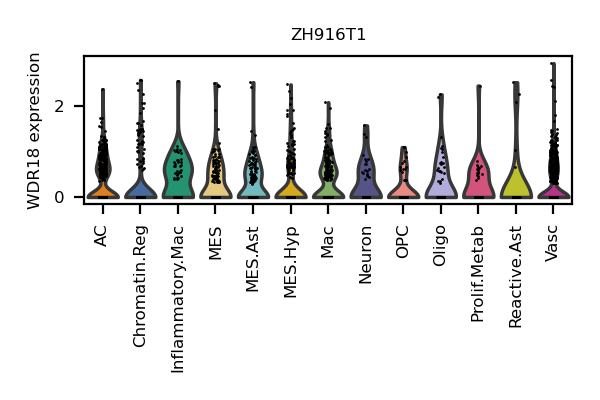 ZH916T1
WDR18 expression
2
0
AC
Chromatin.Reg
Inflammatory.Mac
MES
MES.Ast
MES.Hyp
Mac
Neuron
OPC
Oligo
Prolif.Metab
Reactive.Ast
Vasc